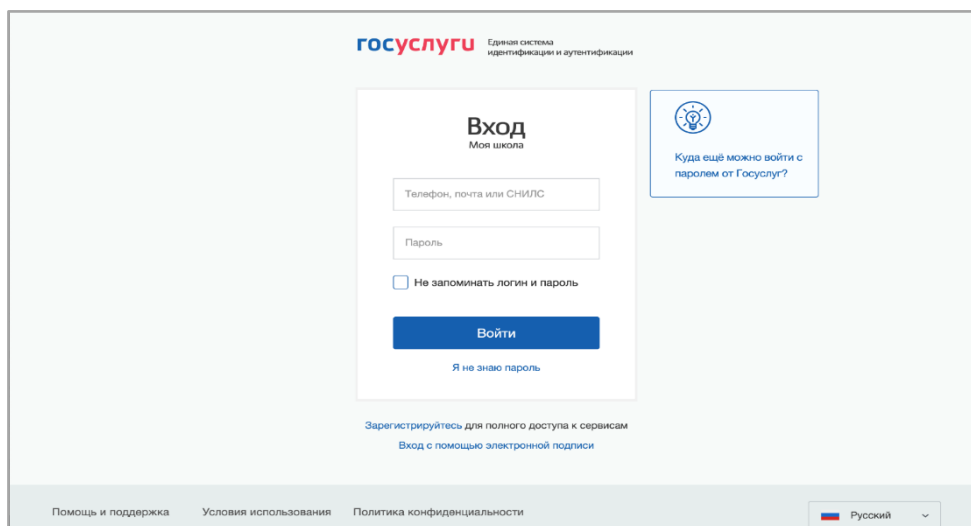 госуслуги
Единая система
идентификации и аутентификации
Вход
Моя школа
Телефон, почта или СНИЛС
Пароль
Не запоминать логин и пароль
Войти
Я не знаю пароль
Куда ещё можно войти с
паролем от Госуслуг?
Зарегистрируйтесь для полного доступа к сервисам
Вход с помощью электронной подписи
Помощь и поддержка Условия использования Политика конфиденциальности Русский